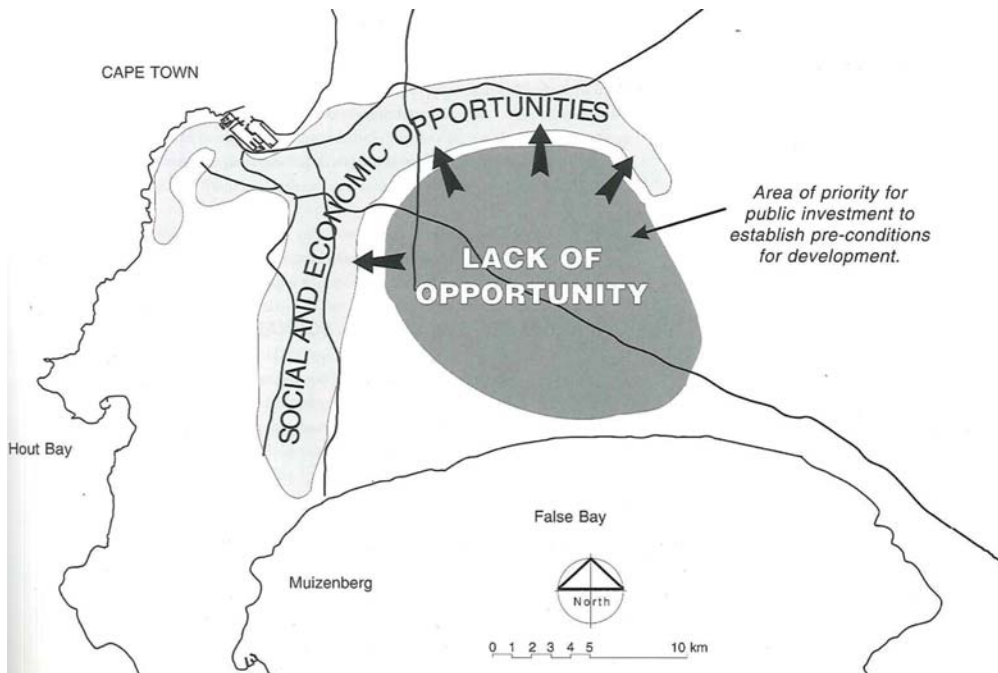 CAPE TOWN
SOCIAL AND ECONOMIC OPPORTUNITIES
Area of priority for
public investment to
establish pre-conditions
for development.
LACK OF
OPPORTUNITY
Hout Bay
False Bay
Muizenberg
North
0 1 2 3 4 5 10 km